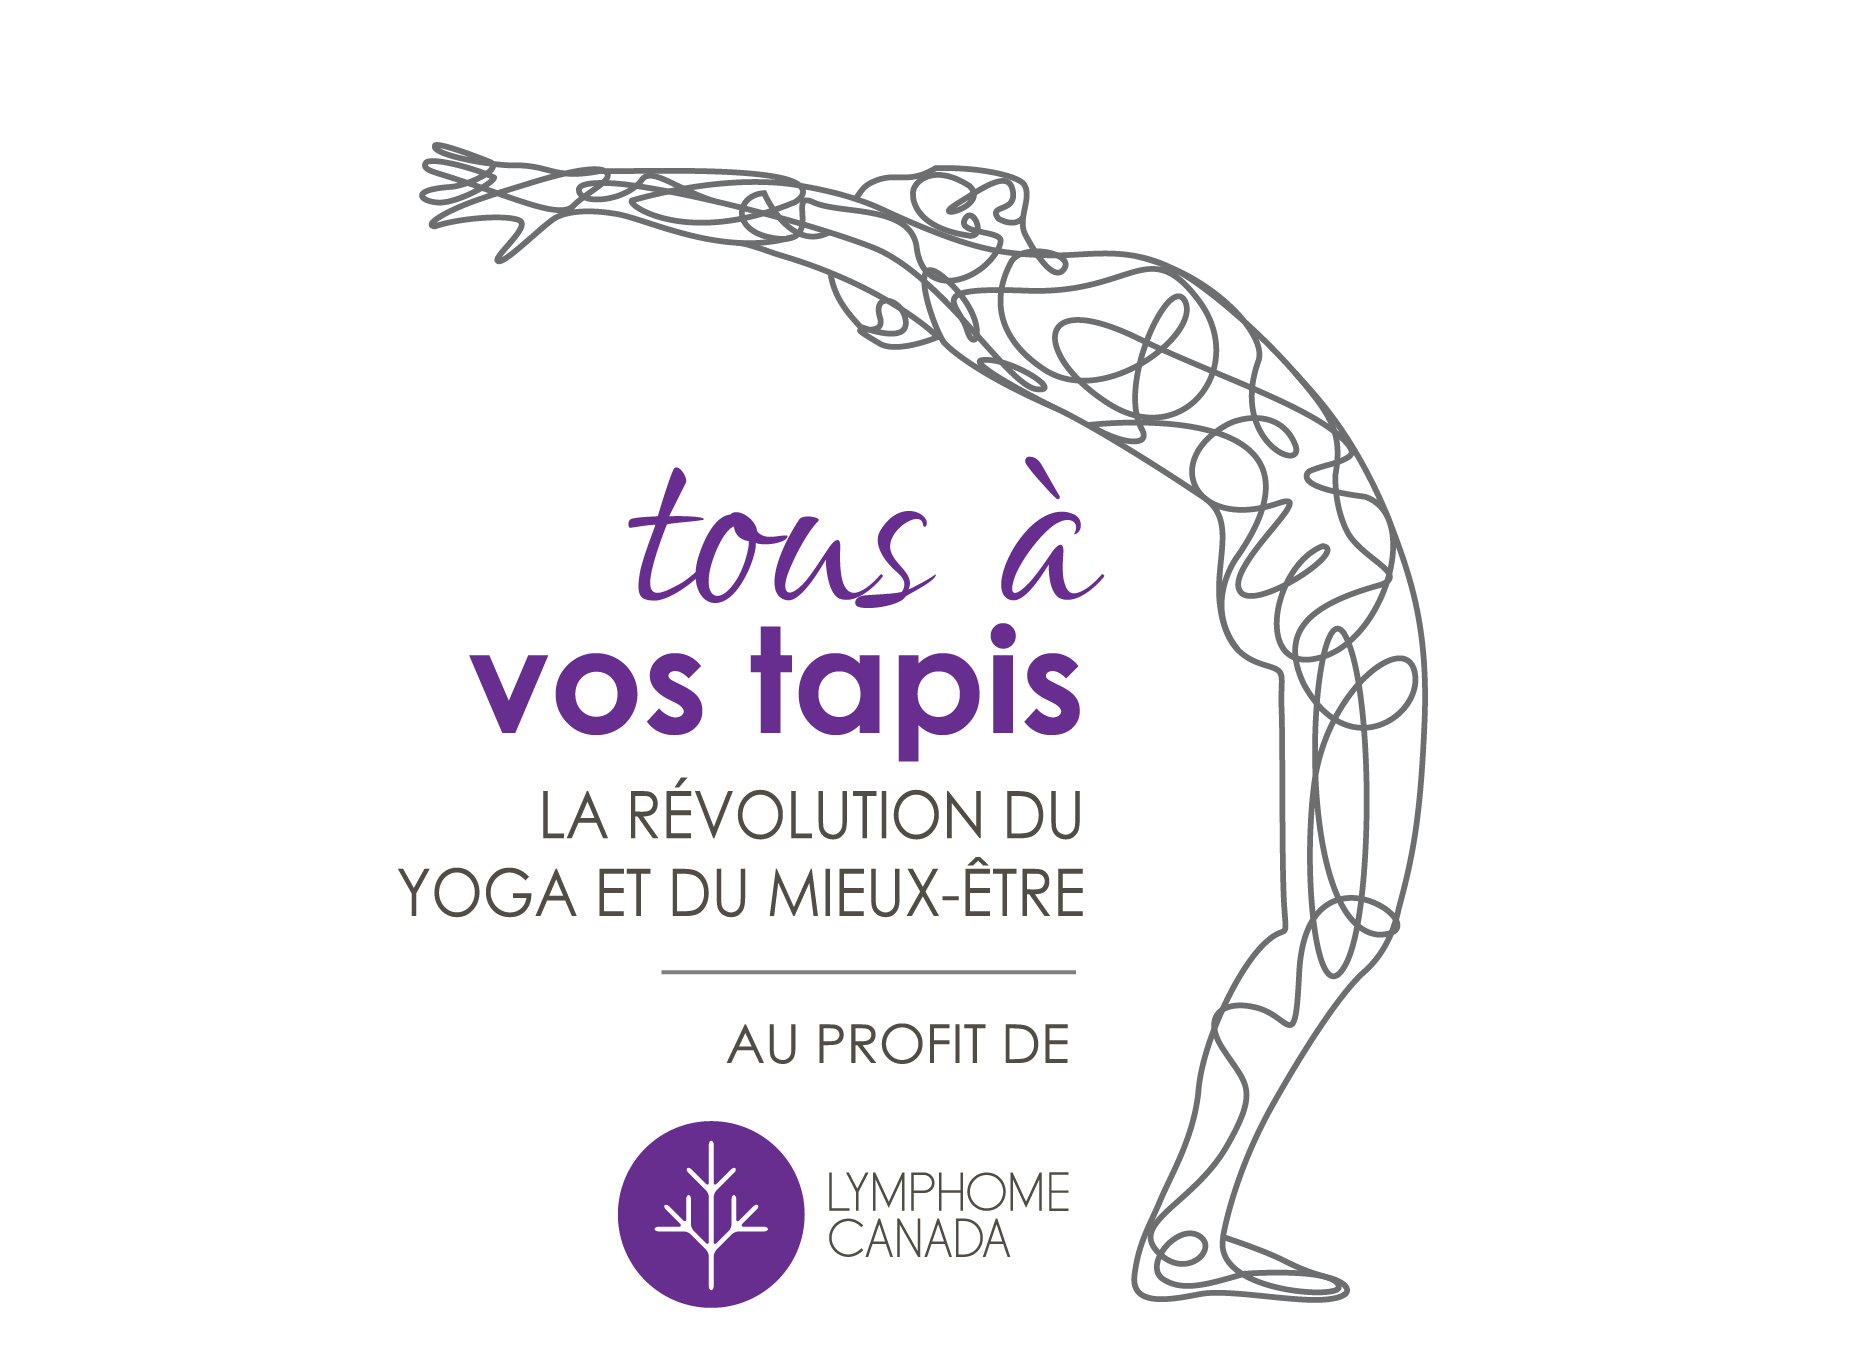 tous à
vos tapis
LA RÉVOLUTION DU
YOGA ET DU MIEUX-ÊTRE
AU PROFIT DE
LYMPHOME
CANADA